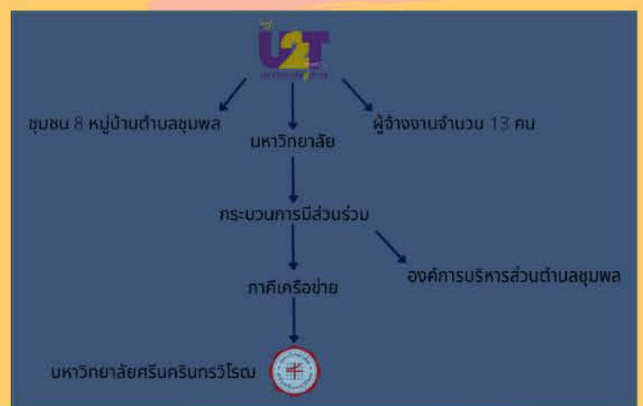 U2T
ชุมชน 8 หมู่บ้านตำบลชุมพล
ผู้จ้างงานจำนวน 13 คน
มหาวิทยาลัย
กระบวนการมีส่วนร่วม
องค์การบริหารส่วนตำบลชุมพล
ภาคีเครือข่าย
มหาวิทยาลัยศรีนครินทรวิโรฒ